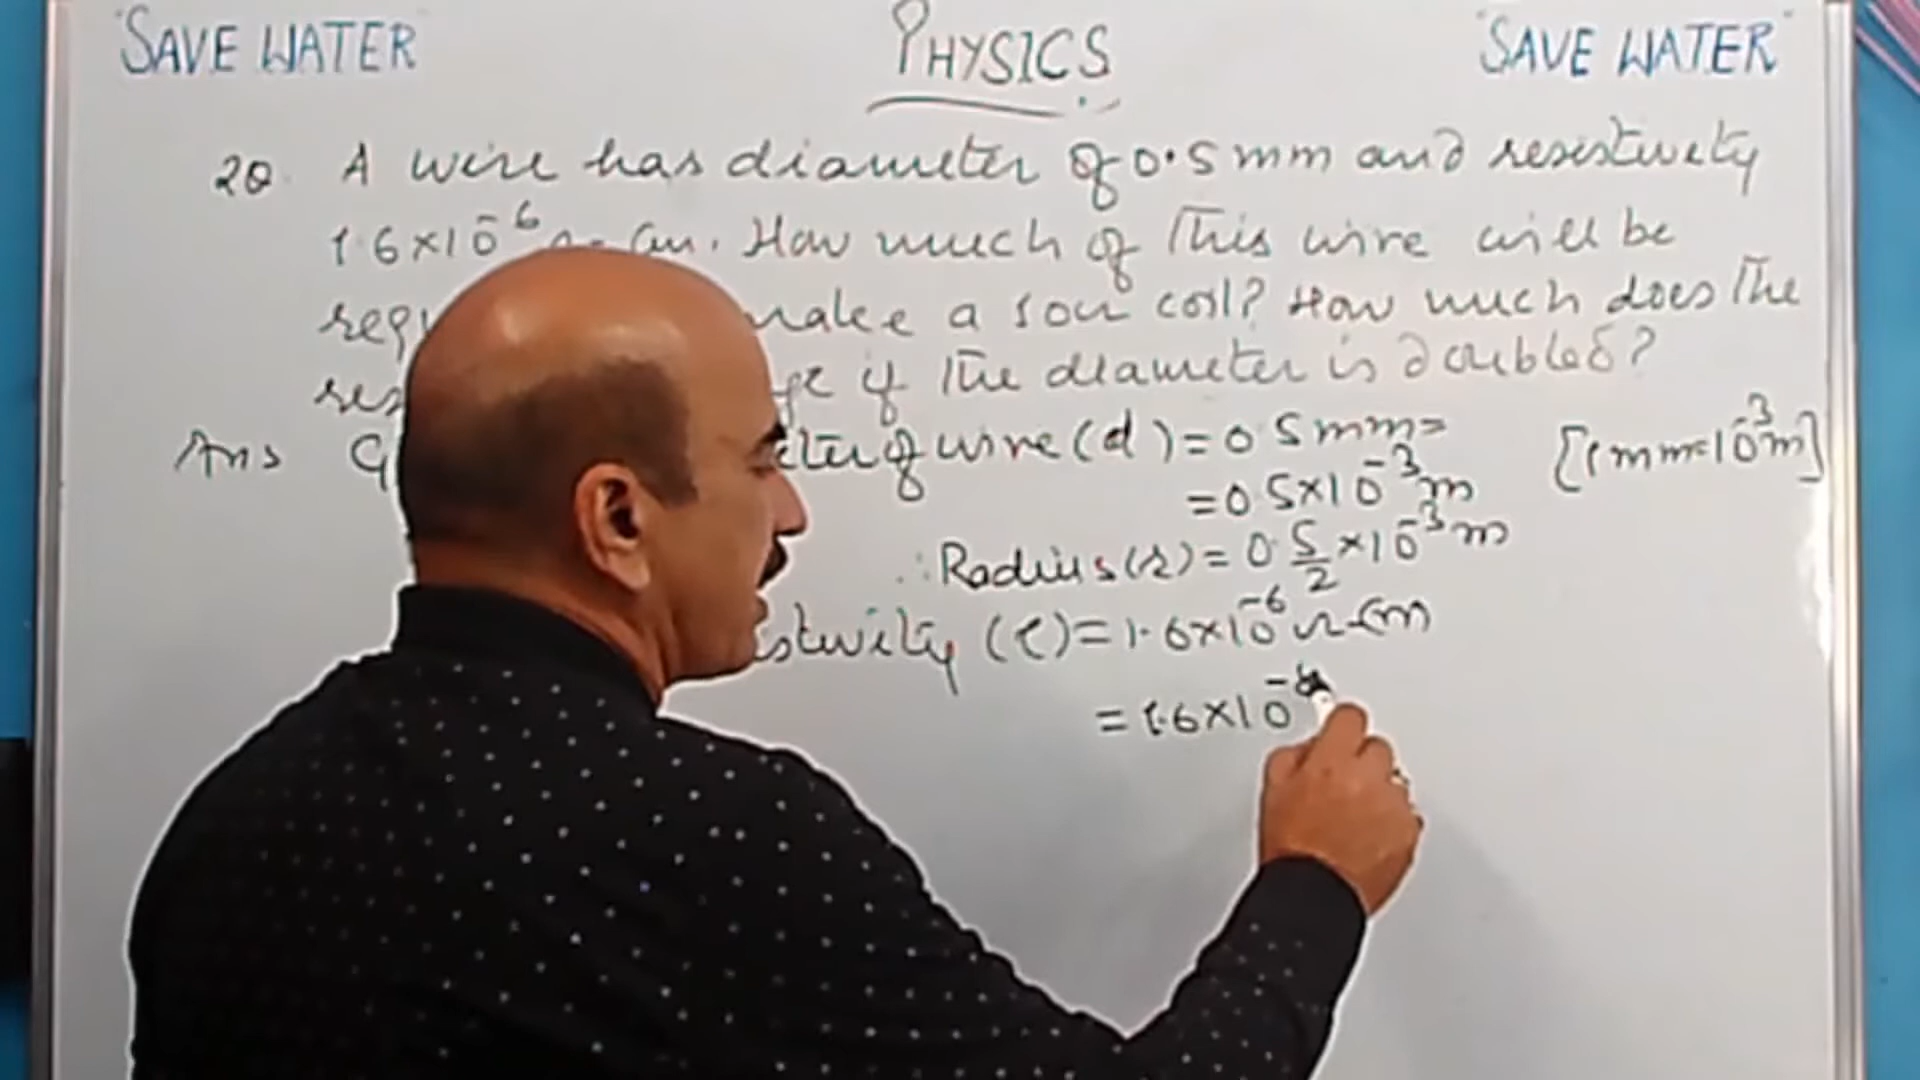 "SAVE WATER" PHYSICS "SAVE WATER"
20. A wire has diameter of 0.5 mm and resistivity
1.6×10⁻⁶ Ω cm. How much of this wire will be
make a 10Ω coil? How much does the
if the diameter is doubled?
Ans of wire (d) = 0.5 mm =
[1mm=10⁻³m]
= 0.5×10⁻³ m
∴ Radius (r) = 0.5/2 ×10⁻³ m
(ρ) = 1.6×10⁻⁶ Ω-cm
= 1.6×10